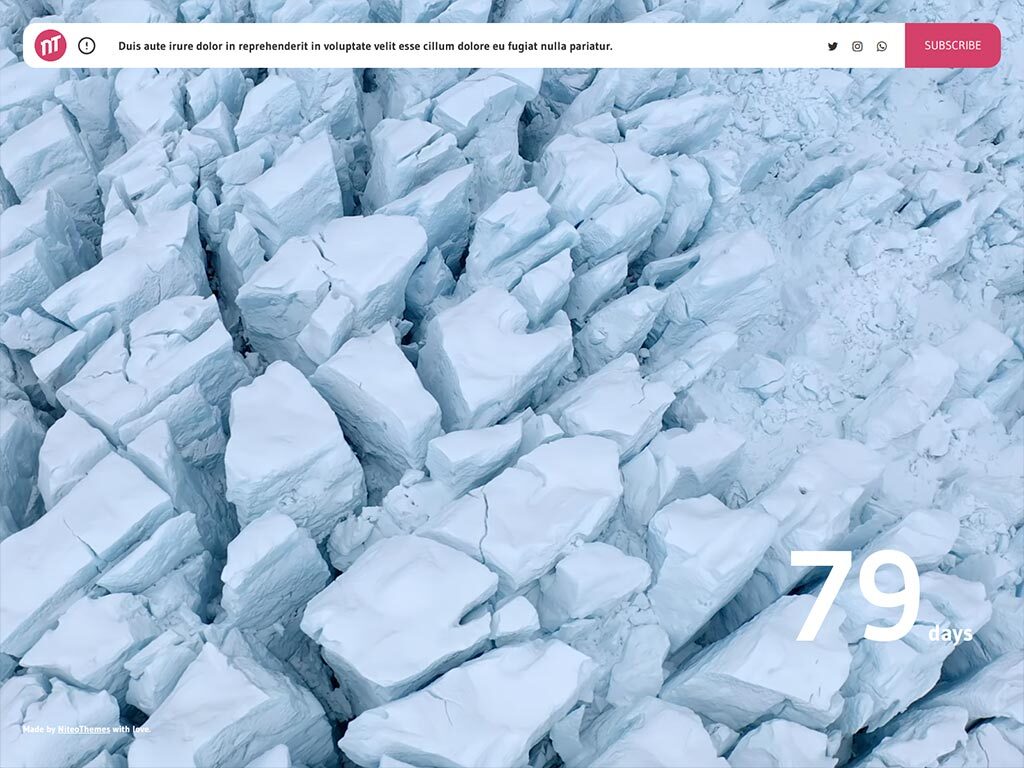 NT
Duis aute irure dolor in reprehenderit in voluptate velit esse cillum dolore eu fugiat nulla pariatur.
SUBSCRIBE
79 days
Made by NiteoThemes with love.